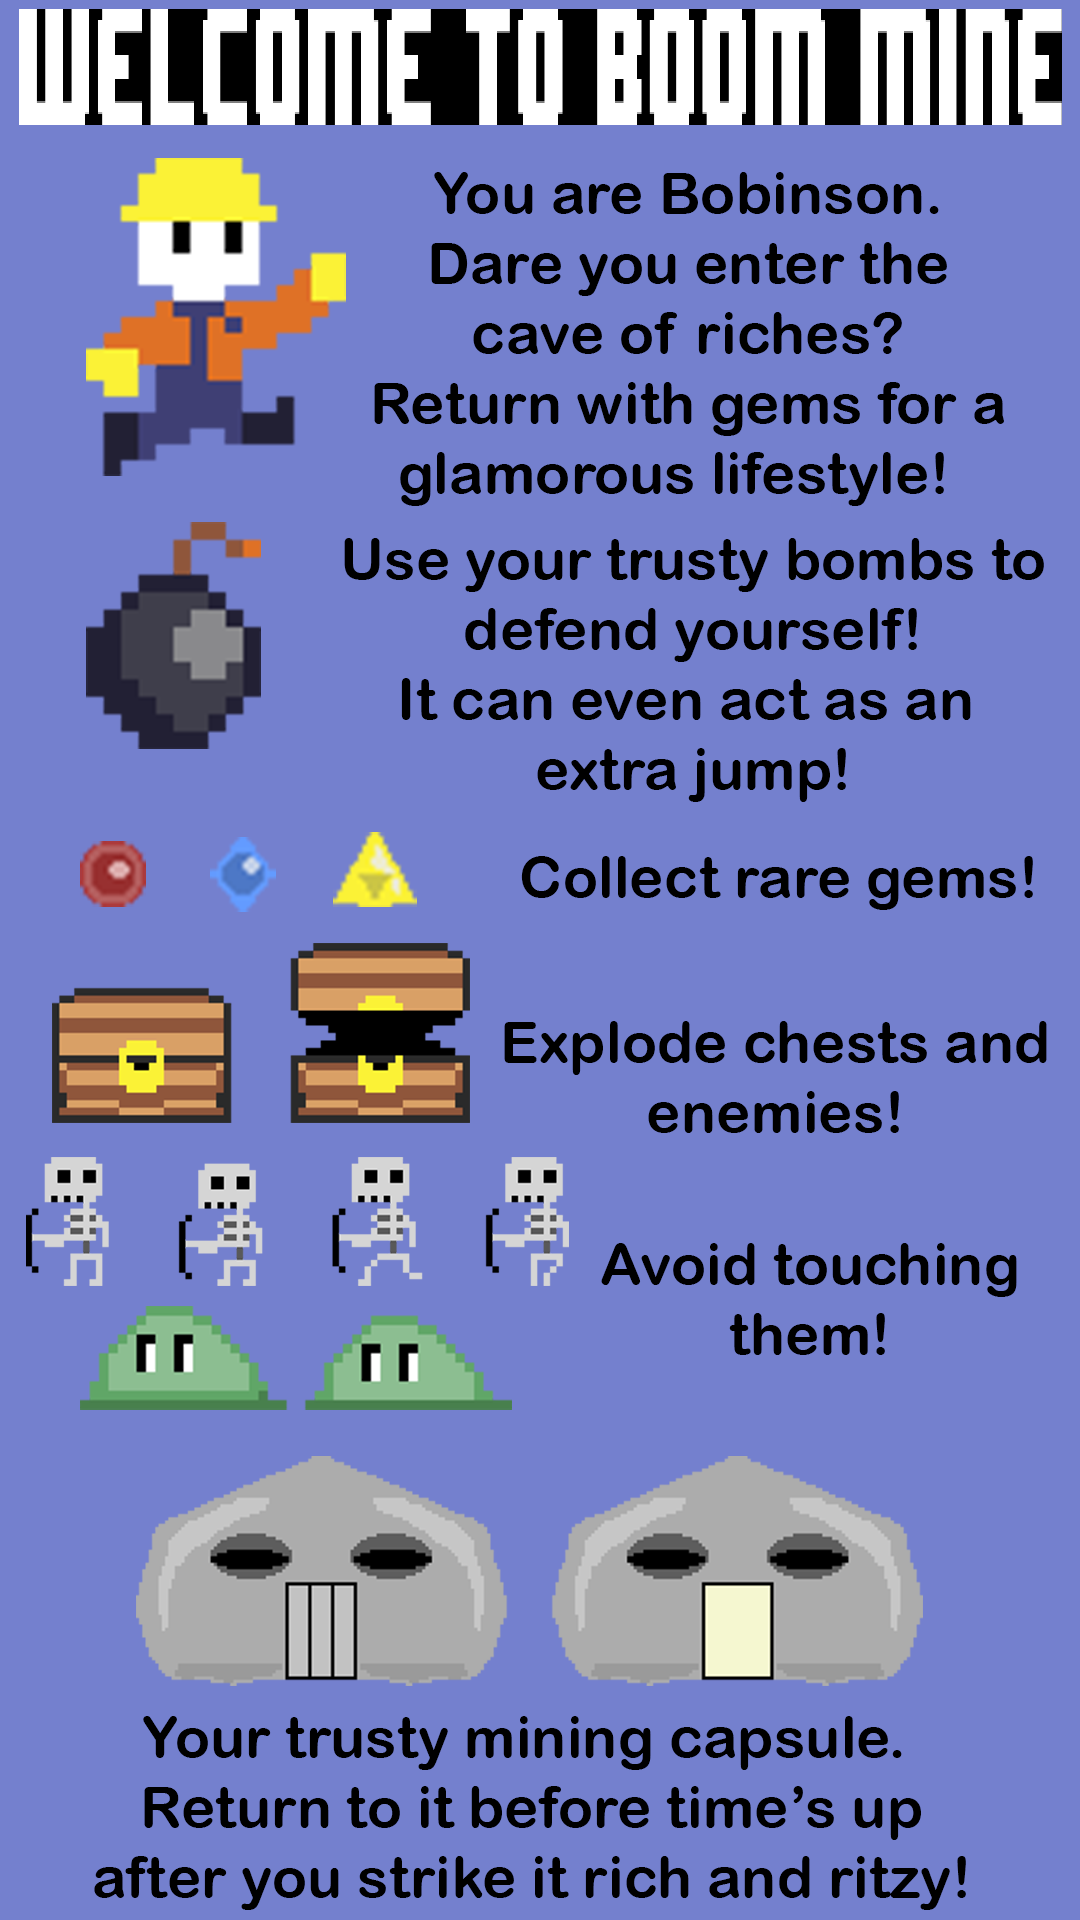 WELCOME TO BOOM MINE
You are Bobinson.
Dare you enter the
cave of riches?
Return with gems for a
glamorous lifestyle!
Use your trusty bombs to
defend yourself!
It can even act as an
extra jump!
Collect rare gems!
Explode chests and
enemies!
Avoid touching
them!
Your trusty mining capsule.
Return to it before time’s up
after you strike it rich and ritzy!